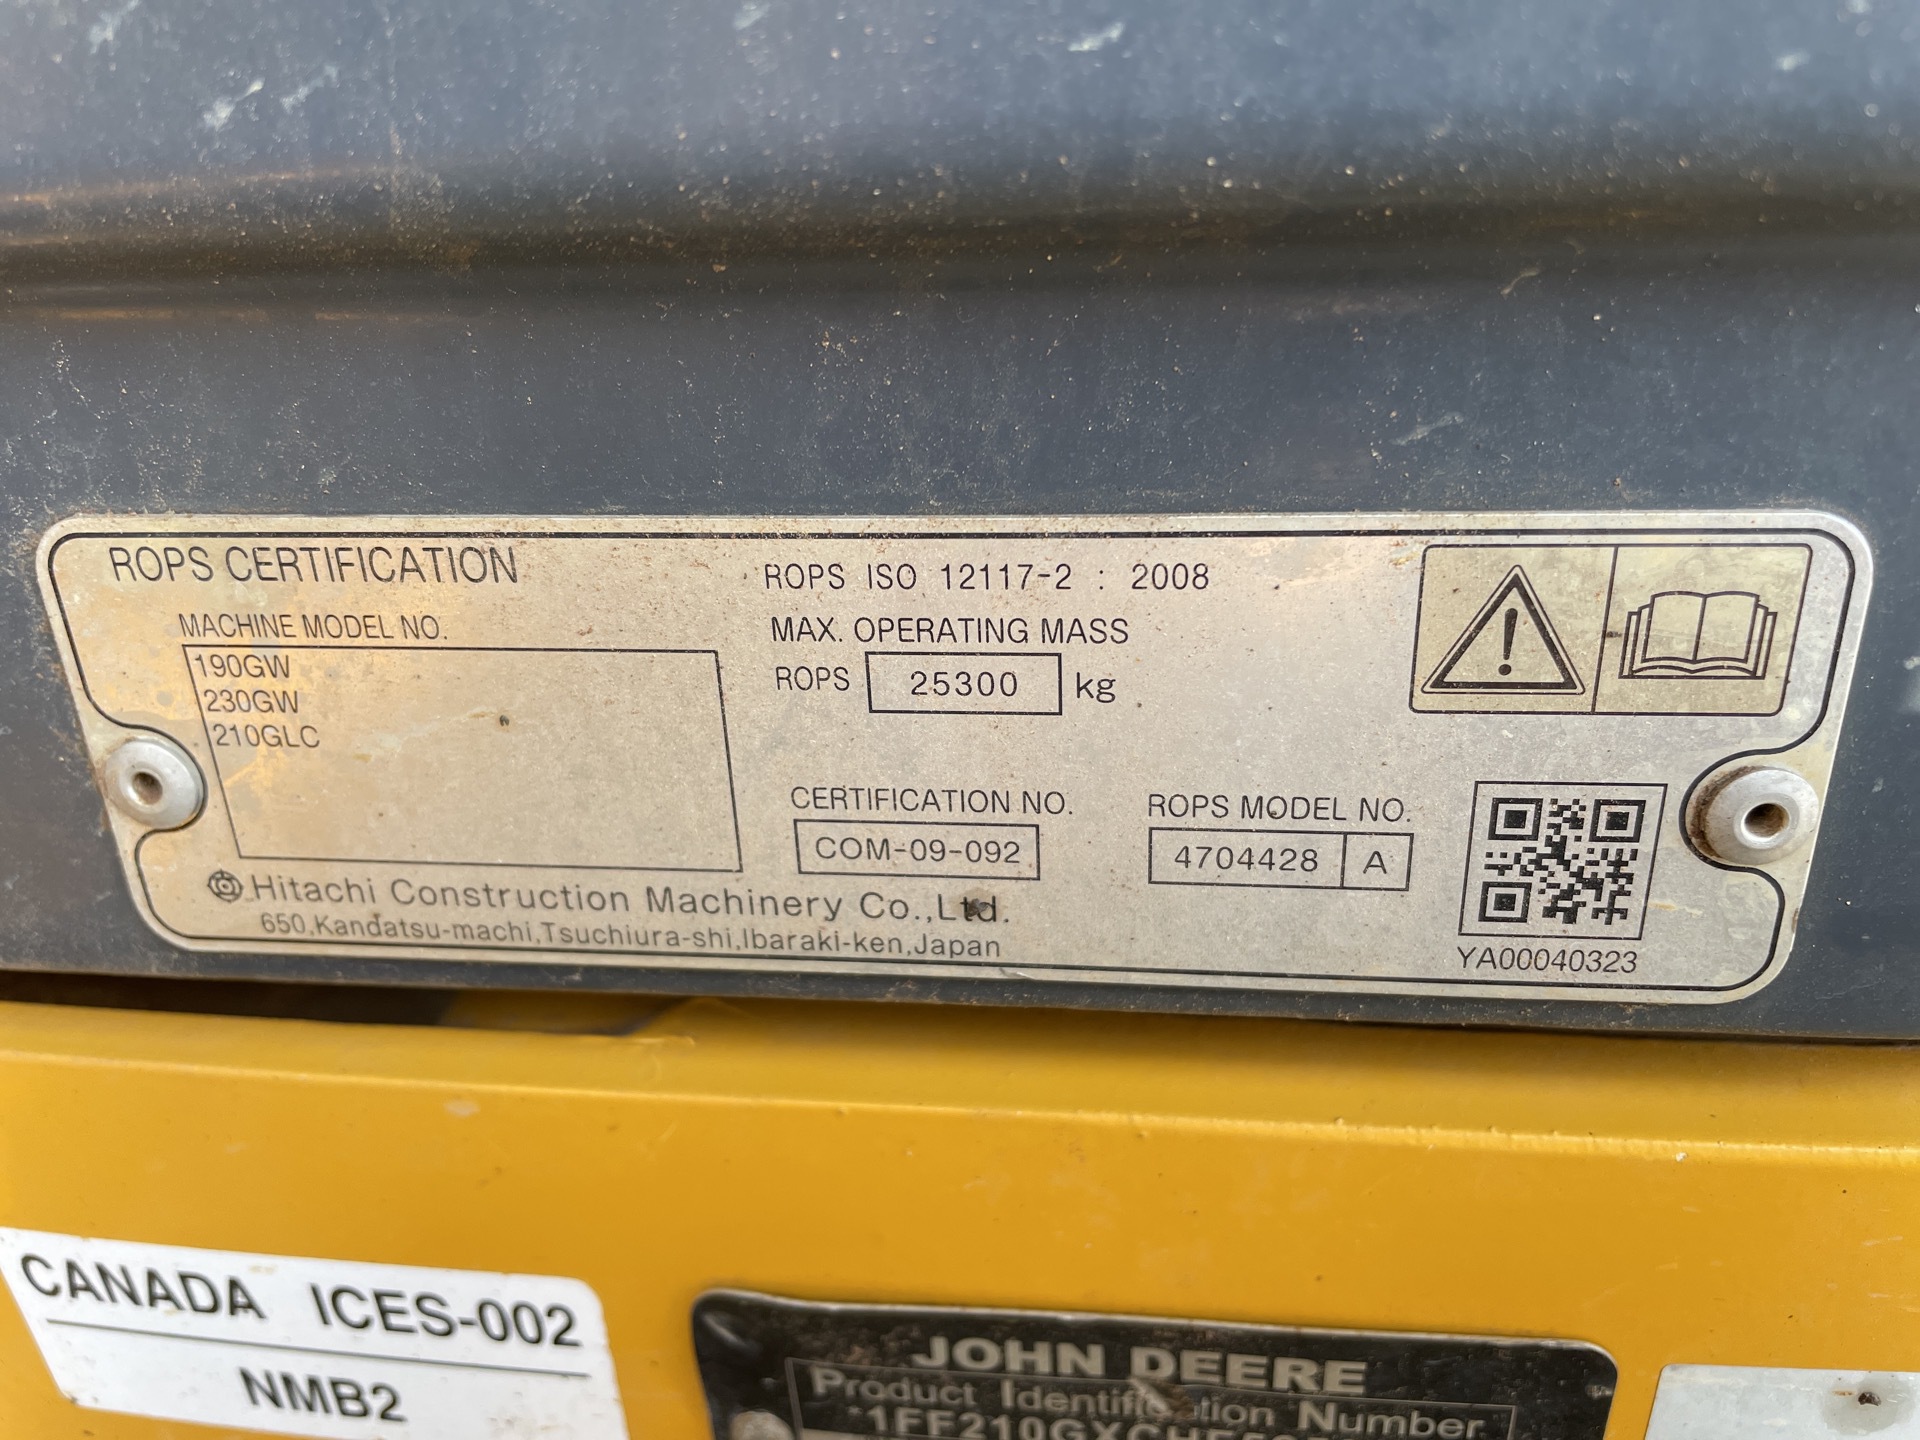 ROPS CERTIFICATION
MACHINE MODEL NO.
190GW
230GW
210GLC
ROPS ISO 12117-2 : 2008
MAX. OPERATING MASS
ROPS 25300 kg
CERTIFICATION NO.
COM-09-092
ROPS MODEL NO.
4704428 A
YA00040323
Hitachi Construction Machinery Co.,Ltd.
650,Kandatsu-machi,Tsuchiura-shi,Ibaraki-ken,Japan
CANADA ICES-002
NMB2
JOHN DEERE
Product Identification Number